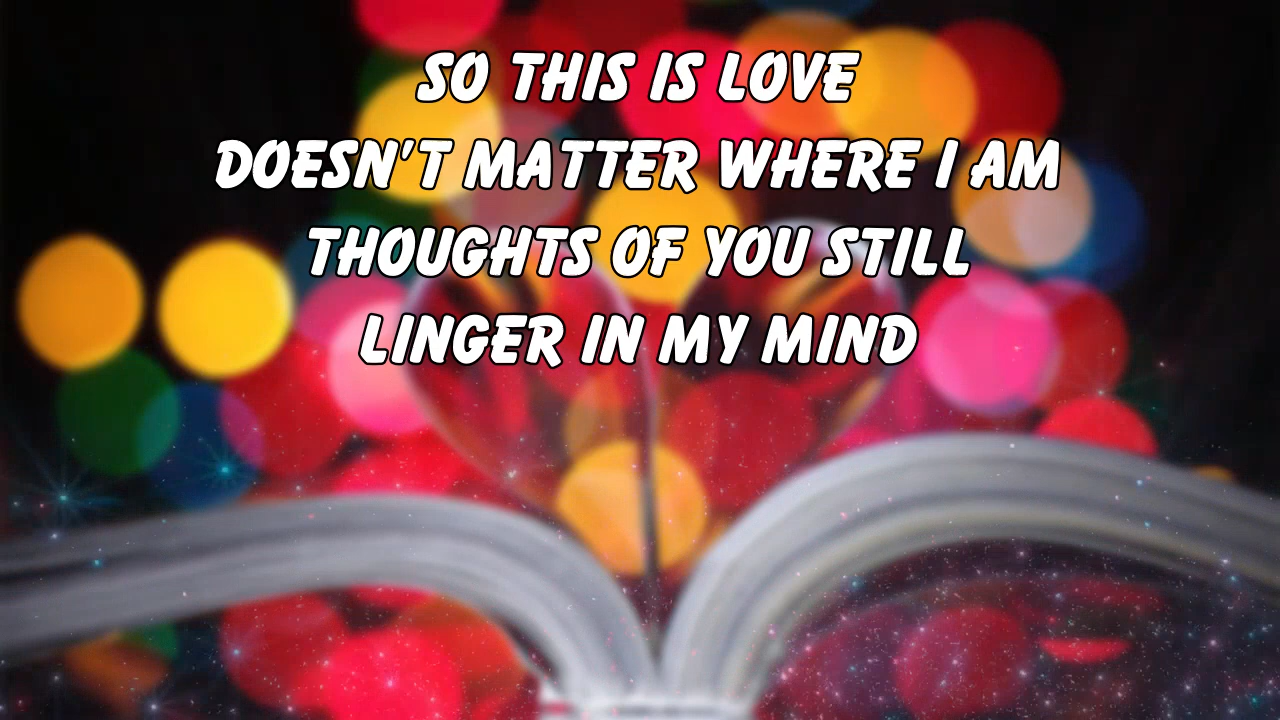 SO THIS IS LOVE
DOESN'T MATTER WHERE I AM
THOUGHTS OF YOU STILL
LINGER IN MY MIND